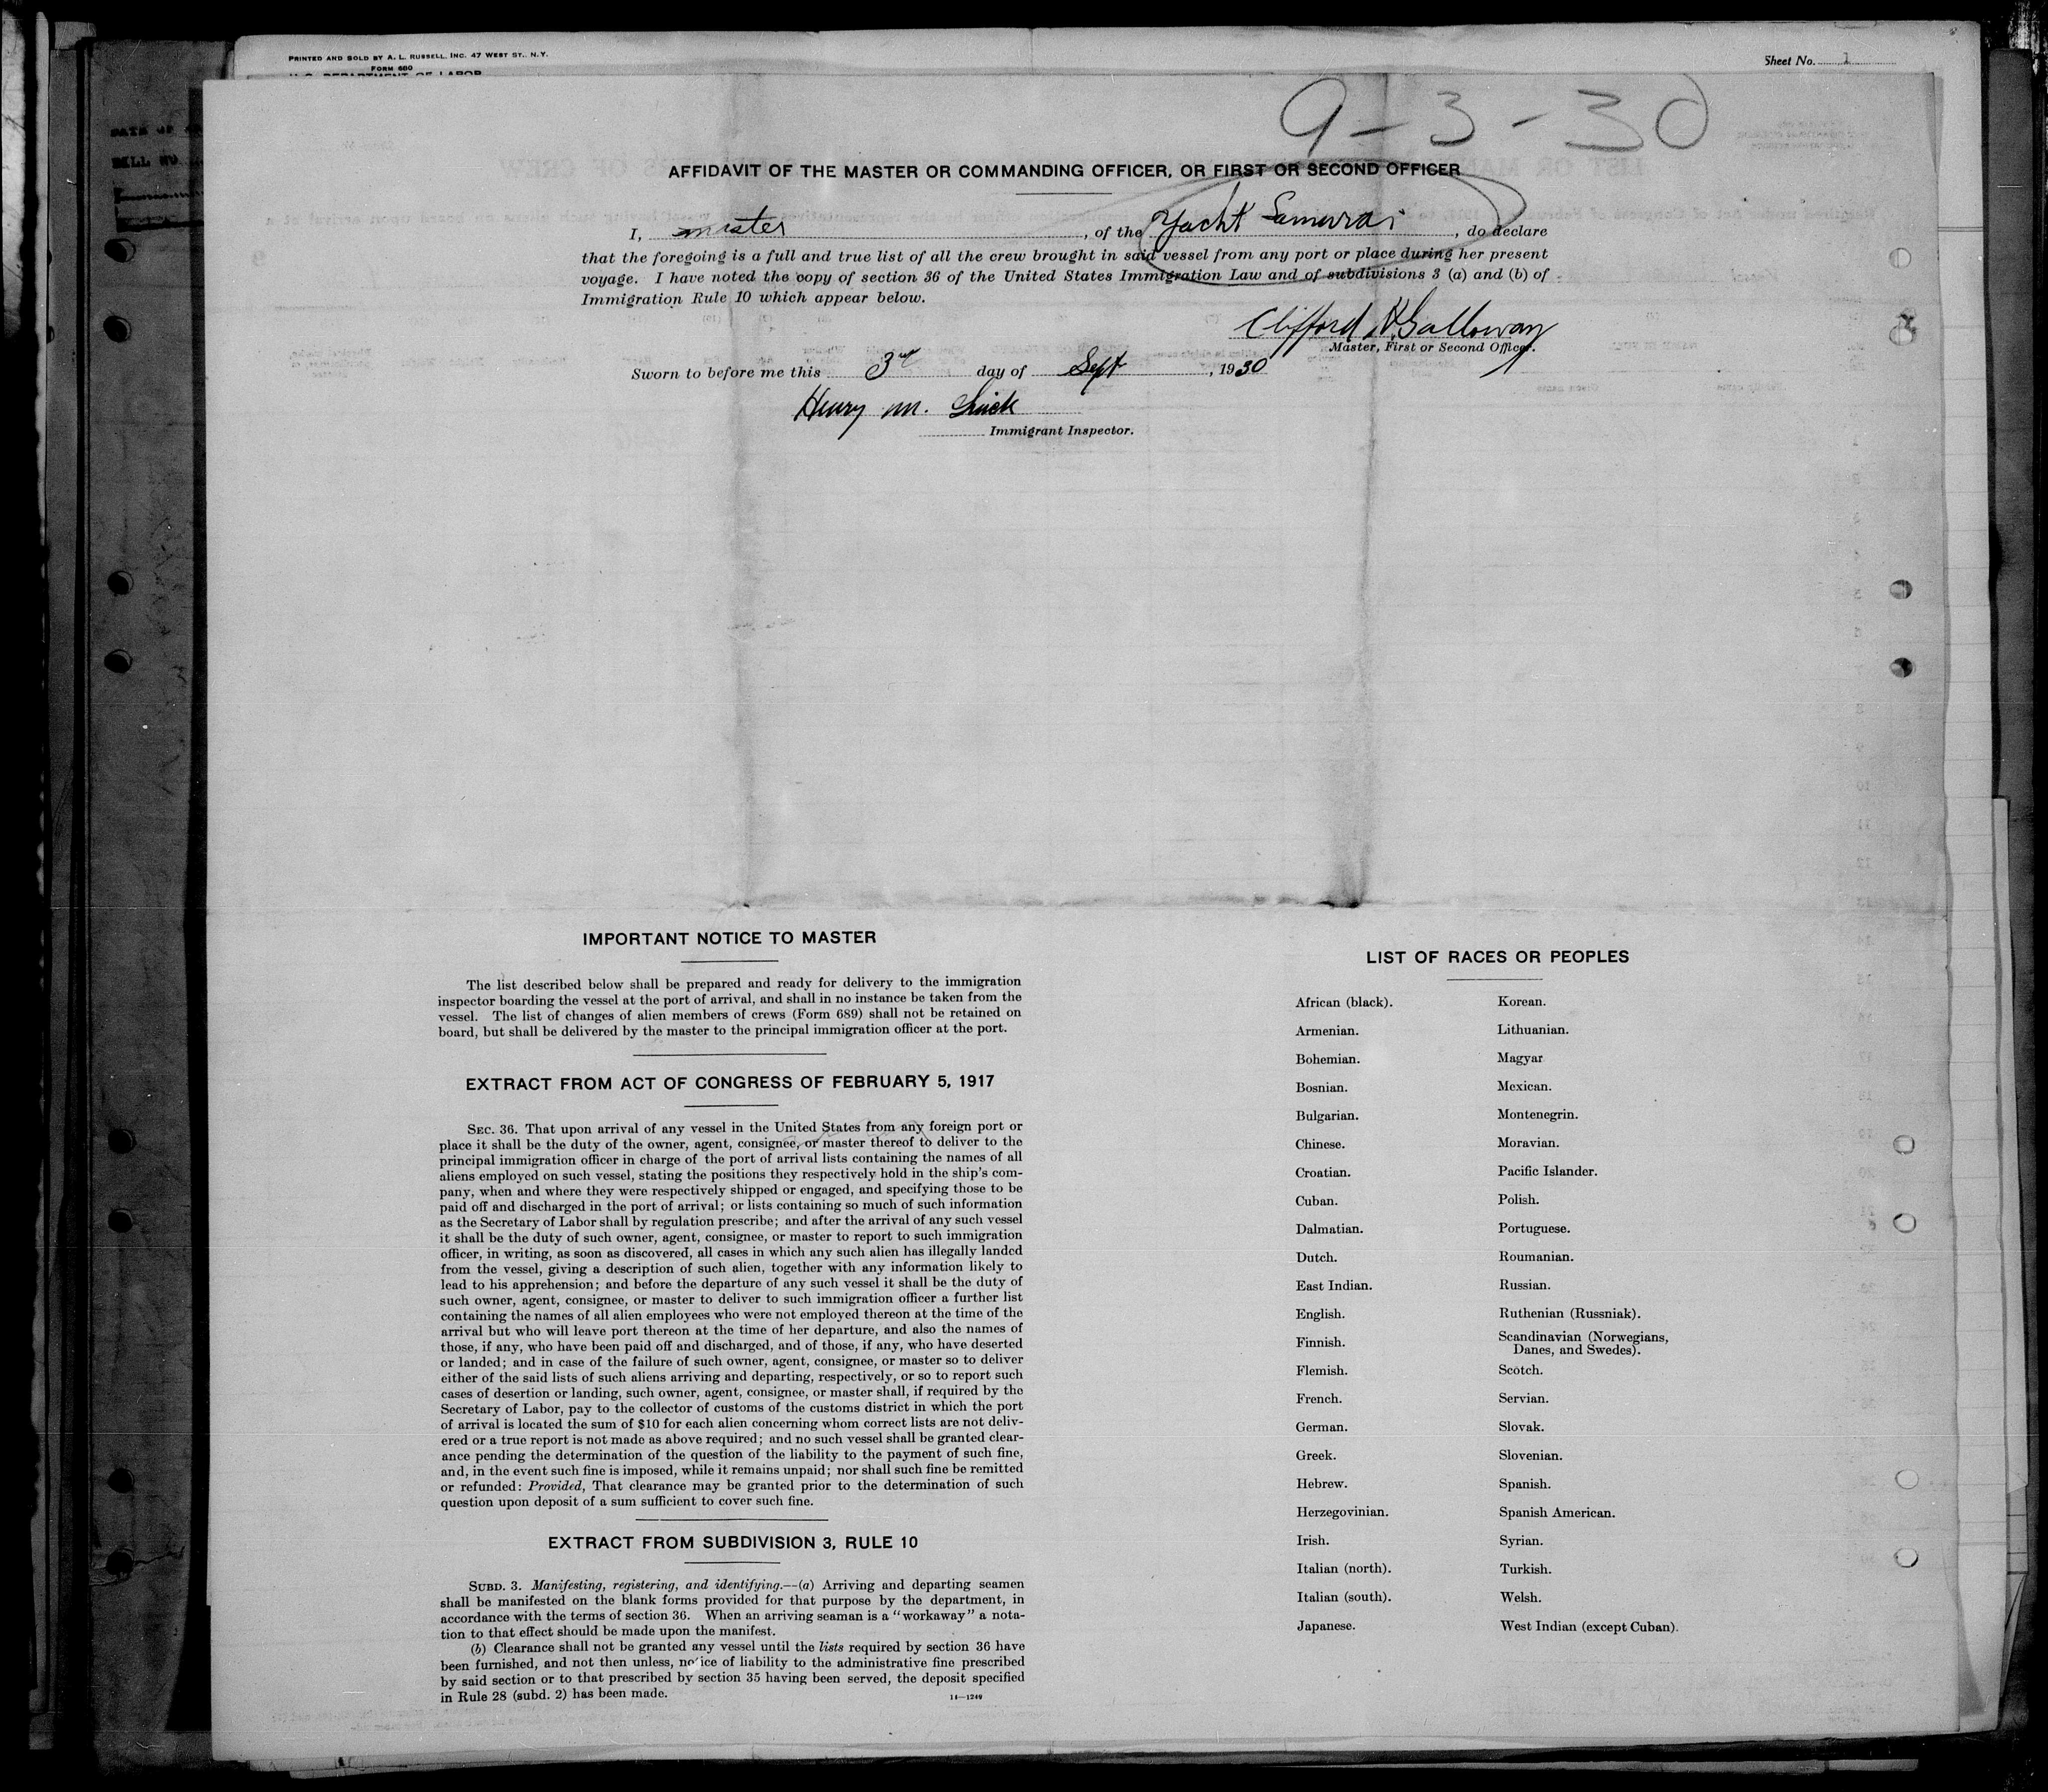 PRINTED AND SOLD BY A. L. RUSSELL, INC. 47 WEST ST., N.Y.
FORM 680
U. S. DEPARTMENT OF LABOR
Sheet No. 1
9-3-30
AFFIDAVIT OF THE MASTER OR COMMANDING OFFICER, OR FIRST OR SECOND OFFICER
I, master, of the Yacht Samurai, do declare
that the foregoing is a full and true list of all the crew brought in said vessel from any port or place during her present
voyage. I have noted the copy of section 36 of the United States Immigration Law and of subdivisions 3 (a) and (b) of
Immigration Rule 10 which appear below.
Clifford Galloway
Master, First or Second Officer.
Sworn to before me this 3rd day of Sept, 1930
Henry M.
Immigrant Inspector.
IMPORTANT NOTICE TO MASTER
The list described below shall be prepared and ready for delivery to the immigration
inspector boarding the vessel at the port of arrival, and shall in no instance be taken from the
vessel. The list of changes of alien members of crews (Form 689) shall not be retained on
board, but shall be delivered by the master to the principal immigration officer at the port.
EXTRACT FROM ACT OF CONGRESS OF FEBRUARY 5, 1917
SEC. 36. That upon arrival of any vessel in the United States from any foreign port or
place it shall be the duty of the owner, agent, consignee, or master thereof to deliver to the
principal immigration officer in charge of the port of arrival lists containing the names of all
aliens employed on such vessel, stating the positions they respectively hold in the ship's com-
pany, when and where they were respectively shipped or engaged, and specifying those to be
paid off and discharged in the port of arrival; or lists containing so much of such information
as the Secretary of Labor shall by regulation prescribe; and after the arrival of any such vessel
it shall be the duty of such owner, agent, consignee, or master to report to such immigration
officer, in writing, as soon as discovered, all cases in which any such alien has illegally landed
from the vessel, giving a description of such alien, together with any information likely to
lead to his apprehension; and before the departure of any such vessel it shall be the duty of
such owner, agent, consignee, or master to deliver to such immigration officer a further list
containing the names of all alien employees who were not employed thereon at the time of the
arrival but who will leave port thereon at the time of her departure, and also the names of
those, if any, who have been paid off and discharged, and of those, if any, who have deserted
or landed; and in case of the failure of such owner, agent, consignee, or master so to deliver
either of the said lists of such aliens arriving and departing, respectively, or so to report such
cases of desertion or landing, such owner, agent, consignee, or master shall, if required by the
Secretary of Labor, pay to the collector of customs of the customs district in which the port
of arrival is located the sum of $10 for each alien concerning whom correct lists are not deliv-
ered or a true report is not made as above required; and no such vessel shall be granted clear-
ance pending the determination of the question of the liability to the payment of such fine,
and, in the event such fine is imposed, while it remains unpaid; nor shall such fine be remitted
or refunded: Provided, That clearance may be granted prior to the determination of such
question upon deposit of a sum sufficient to cover such fine.
EXTRACT FROM SUBDIVISION 3, RULE 10
SUBD. 3. Manifesting, registering, and identifying.—(a) Arriving and departing seamen
shall be manifested on the blank forms provided for that purpose by the department, in
accordance with the terms of section 36. When an arriving seaman is a "workaway" a nota-
tion to that effect should be made upon the manifest.
(b) Clearance shall not be granted any vessel until the lists required by section 36 have
been furnished, and not then unless, notice of liability to the administrative fine prescribed
by said section or to that prescribed by section 35 having been served, the deposit specified
in Rule 28 (subd. 2) has been made.
14—1240
LIST OF RACES OR PEOPLES
African (black).
Armenian.
Bohemian.
Bosnian.
Bulgarian.
Chinese.
Croatian.
Cuban.
Dalmatian.
Dutch.
East Indian.
English.
Finnish.
Flemish.
French.
German.
Greek.
Hebrew.
Herzegovinian.
Irish.
Italian (north).
Italian (south).
Japanese.
Korean.
Lithuanian.
Magyar
Mexican.
Montenegrin.
Moravian.
Pacific Islander.
Polish.
Portuguese.
Roumanian.
Russian.
Ruthenian (Russniak).
Scandinavian (Norwegians,
Danes, and Swedes).
Scotch.
Servian.
Slovak.
Slovenian.
Spanish.
Spanish American.
Syrian.
Turkish.
Welsh.
West Indian (except Cuban).